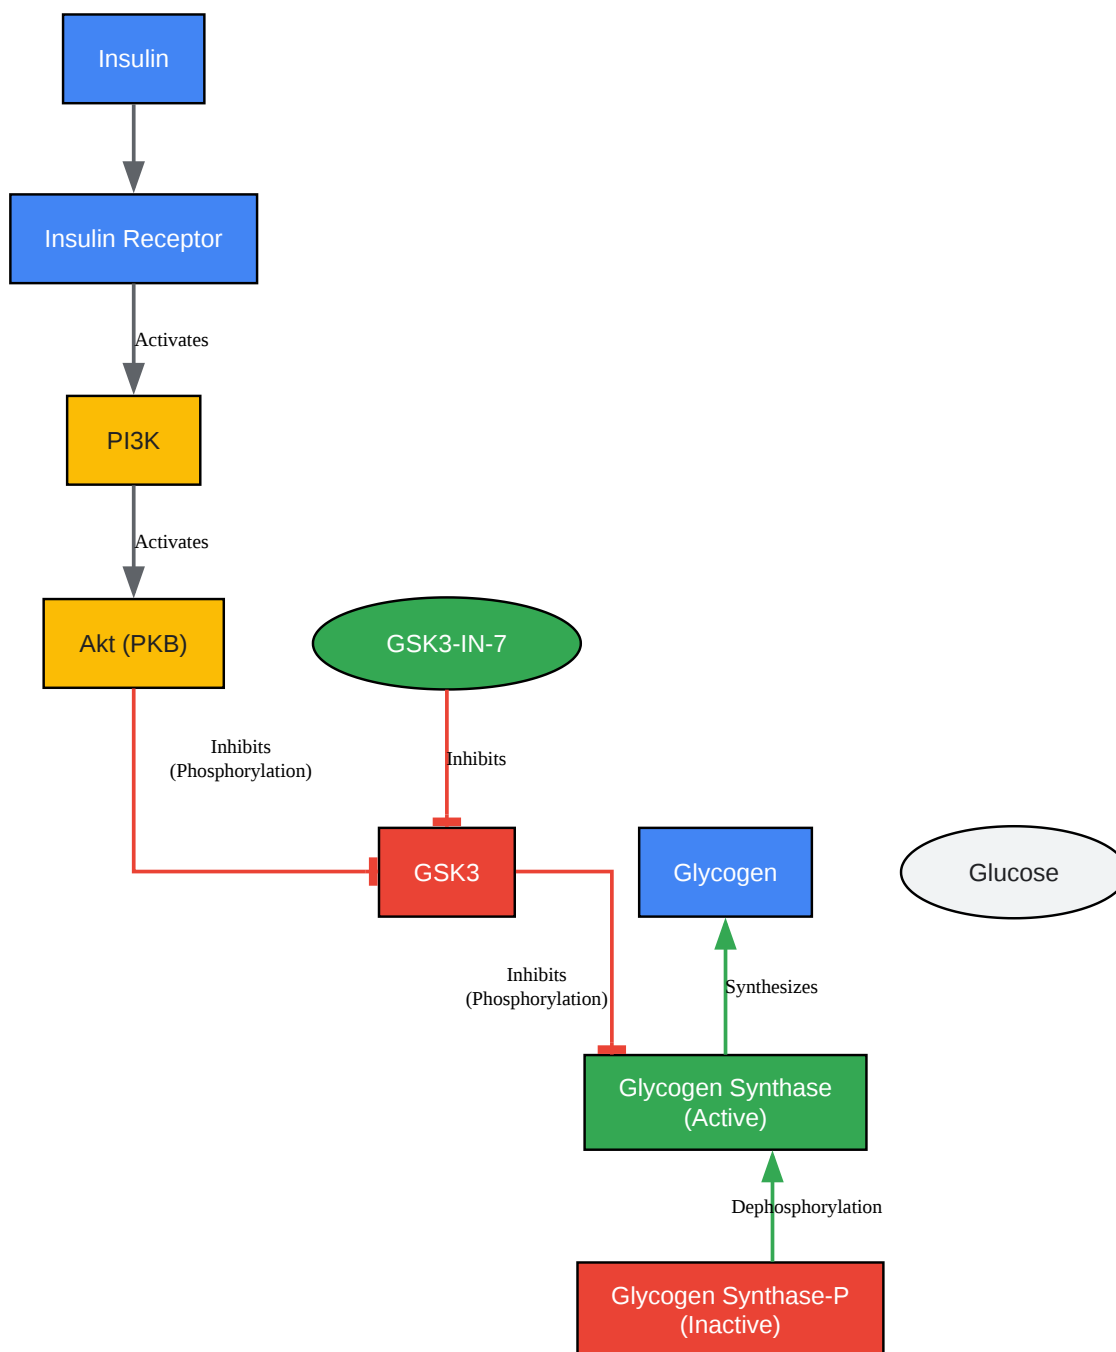 Insulin
Insulin Receptor
Activates
PI3K
Activates
Akt (PKB)
GSK3-IN-7
Inhibits
(Phosphorylation)
Inhibits
GSK3
Glycogen
Glucose
Inhibits
(Phosphorylation)
Synthesizes
Glycogen Synthase
(Active)
Dephosphorylation
Glycogen Synthase-P
(Inactive)